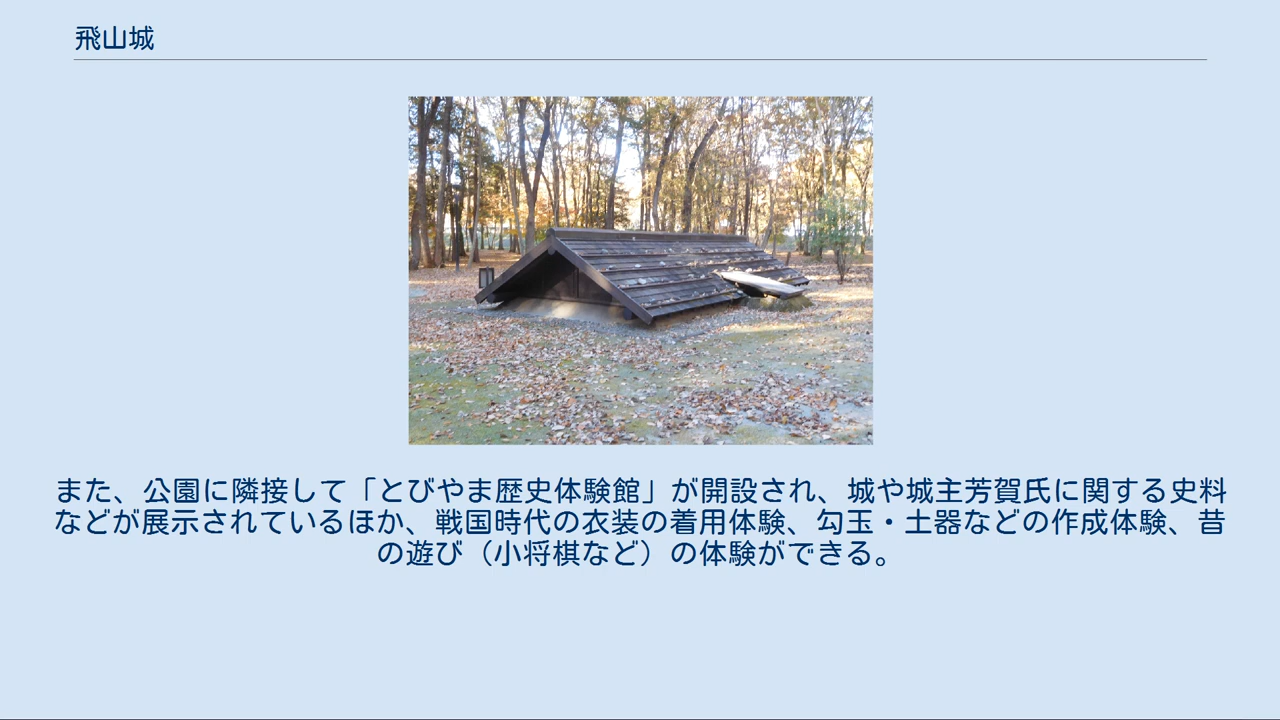 飛山城
また、公園に隣接して「とびやま歴史体験館」が開設され、城や城主芳賀氏に関する史料
などが展示されているほか、戦国時代の衣装の着用体験、勾玉・土器などの作成体験、昔
の遊び（小将棋など）の体験ができる。